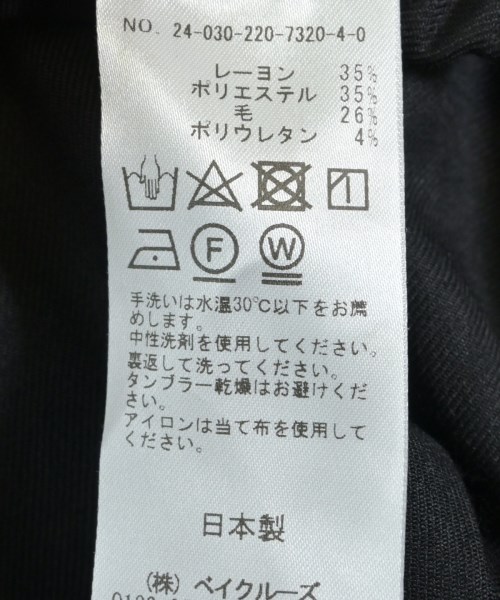 NO. 24-030-220-7320-4-0
レーヨン 35%
ポリエステル 35%
毛 26%
ポリウレタン 4%
F W
手洗いは水温30℃以下をお薦
めします。
中性洗剤を使用してください。
裏返して洗ってください。
タンブラー乾燥はお避けくだ
さい。
アイロンは当て布を使用して
ください。
日本製
(株) ベイクルーズ